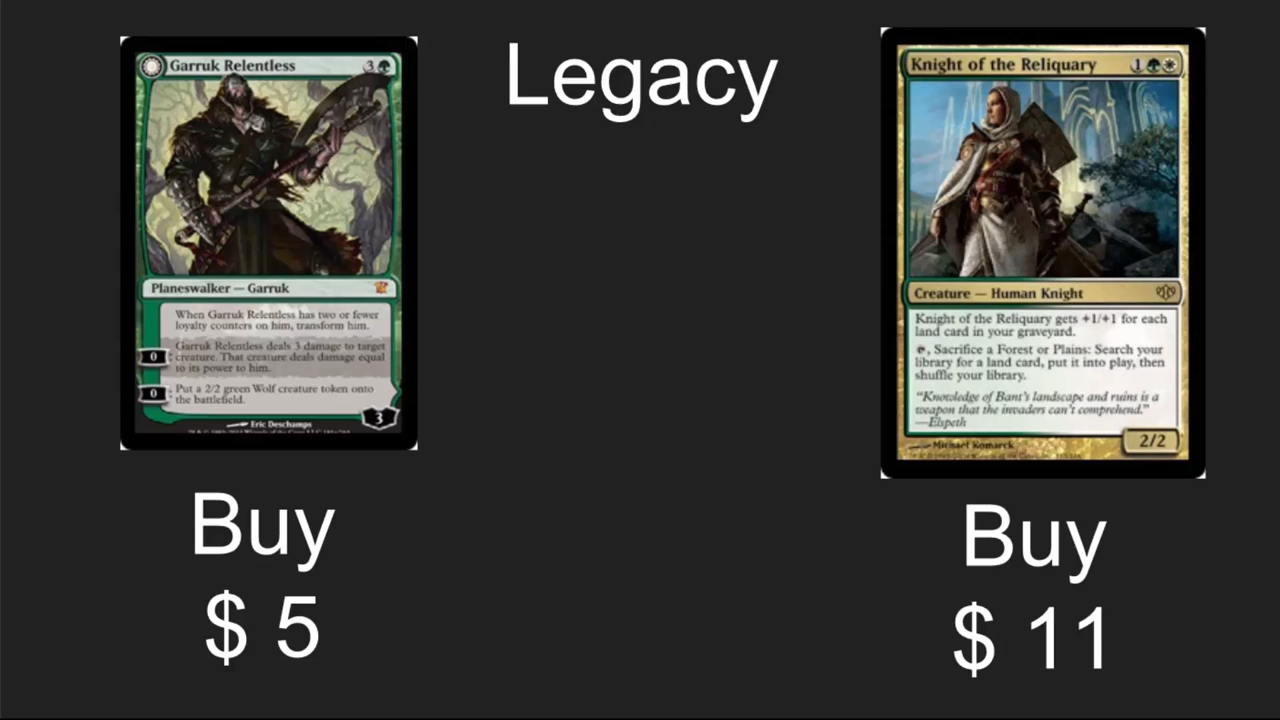 Legacy
Garruk Relentless
3
Planeswalker — Garruk
When Garruk Relentless has two or fewer
loyalty counters on him, transform him.
0
Garruk Relentless deals 3 damage to target
creature. That creature deals damage equal
to its power to him.
0
Put a 2/2 green Wolf creature token onto
the battlefield.
3
Eric Deschamps
Buy
$ 5
Knight of the Reliquary
1
Creature — Human Knight
Knight of the Reliquary gets +1/+1 for each
land card in your graveyard.
, Sacrifice a Forest or Plains: Search your
library for a land card, put it into play, then
shuffle your library.
“Knowledge of Bant’s landscape and ruins is a
weapon that the invaders can’t comprehend.”
—Elspeth
2/2
Michael Komarck
Buy
$ 11